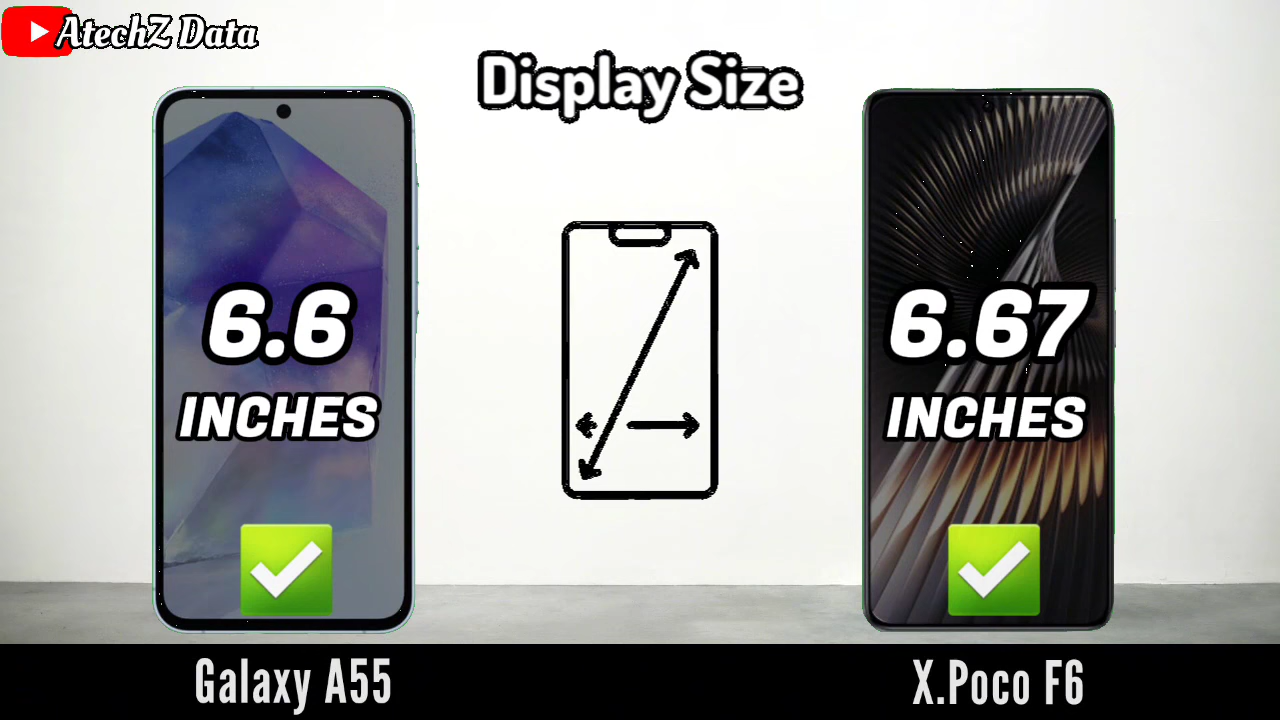 AtechZ Data
Display Size
6.6
INCHES
6.67
INCHES
Galaxy A55
X.Poco F6